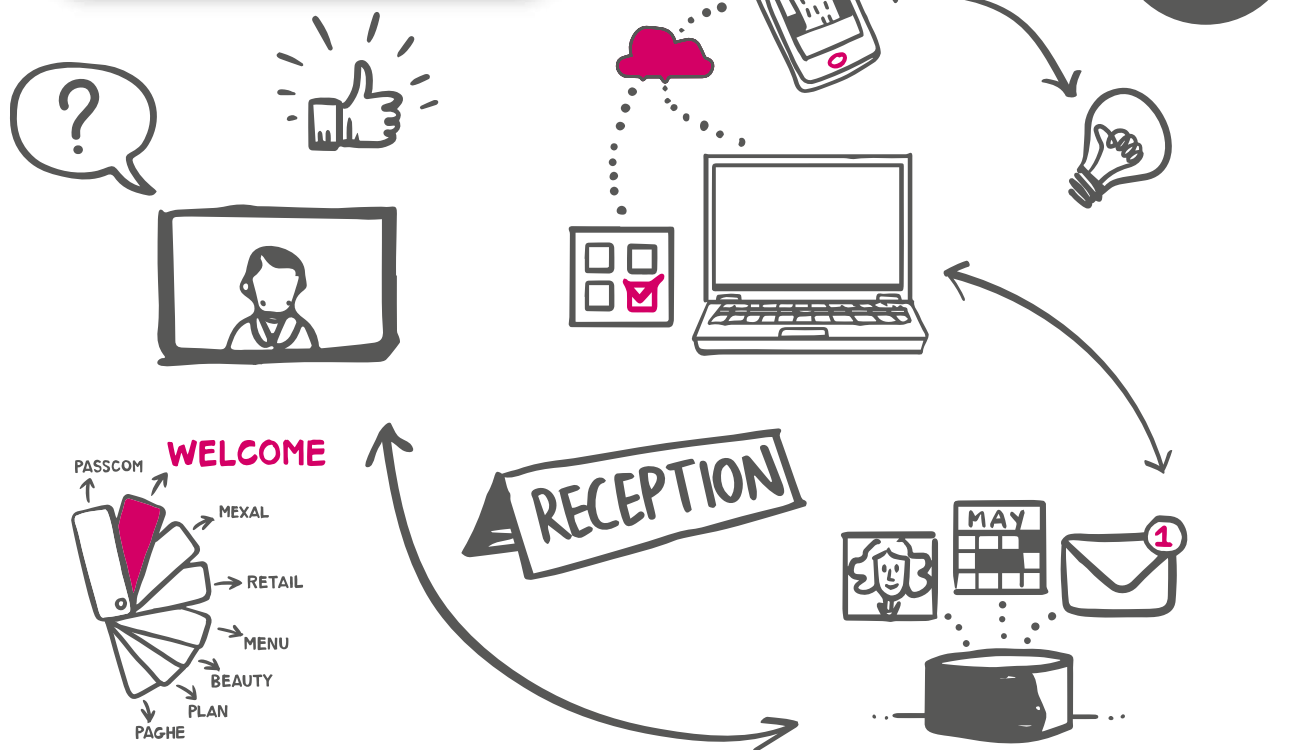 ?
WELCOME
PASSCOM
MEXAL
RETAIL
MENU
BEAUTY
PLAN
PAGHE
RECEPTION
MAY
1